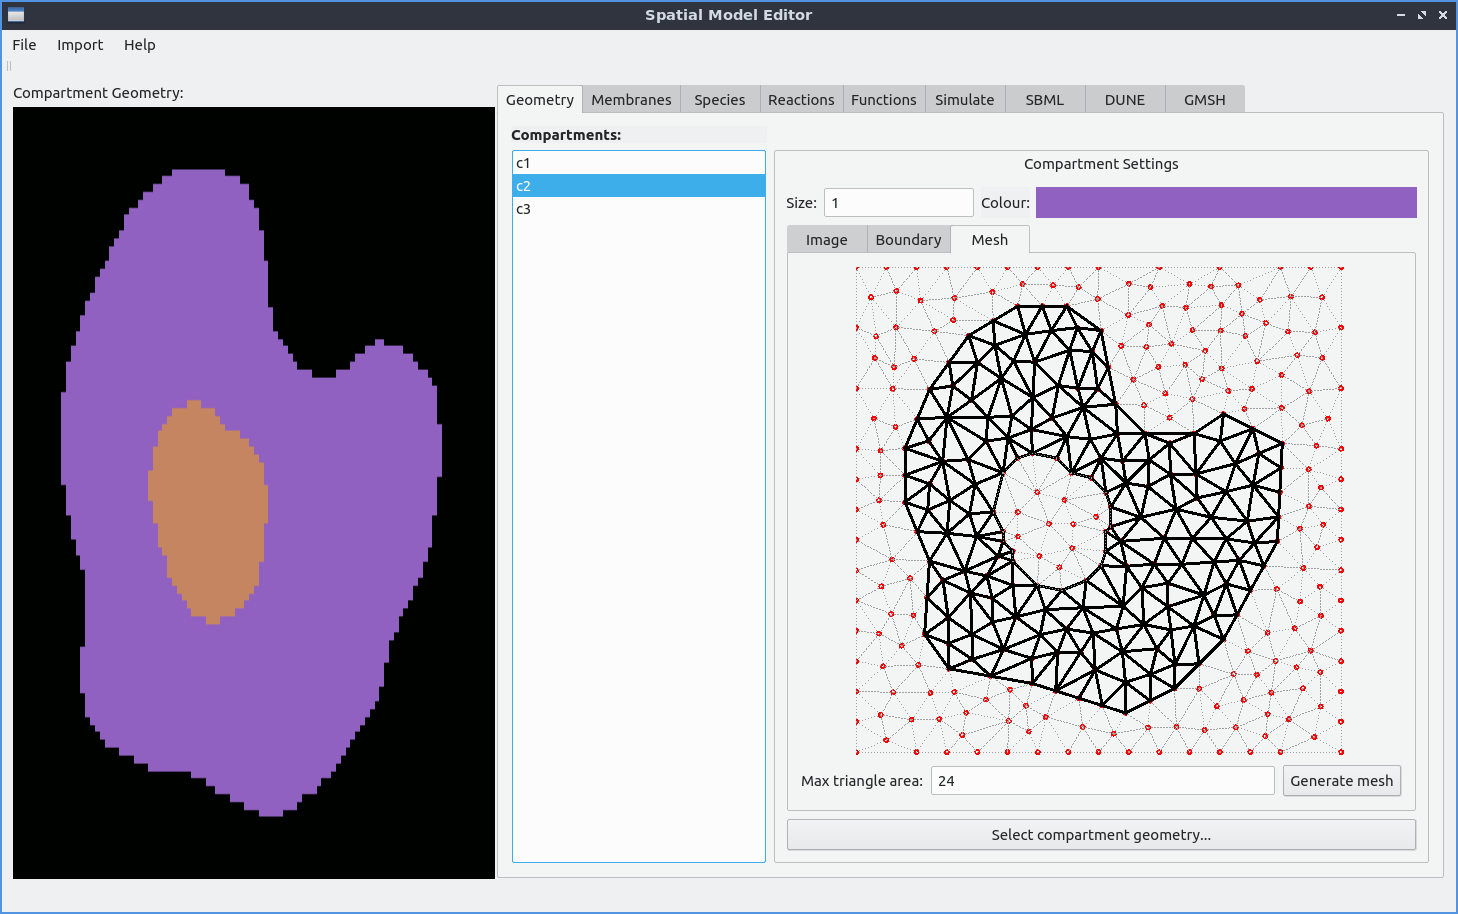 Spatial Model Editor
File Import Help
Compartment Geometry:
Geometry Membranes Species Reactions Functions Simulate SBML DUNE GMSH
Compartments:
c1
c2
c3
Compartment Settings
Size: 1 Colour:
Image Boundary Mesh
Max triangle area: 24 Generate mesh
Select compartment geometry...